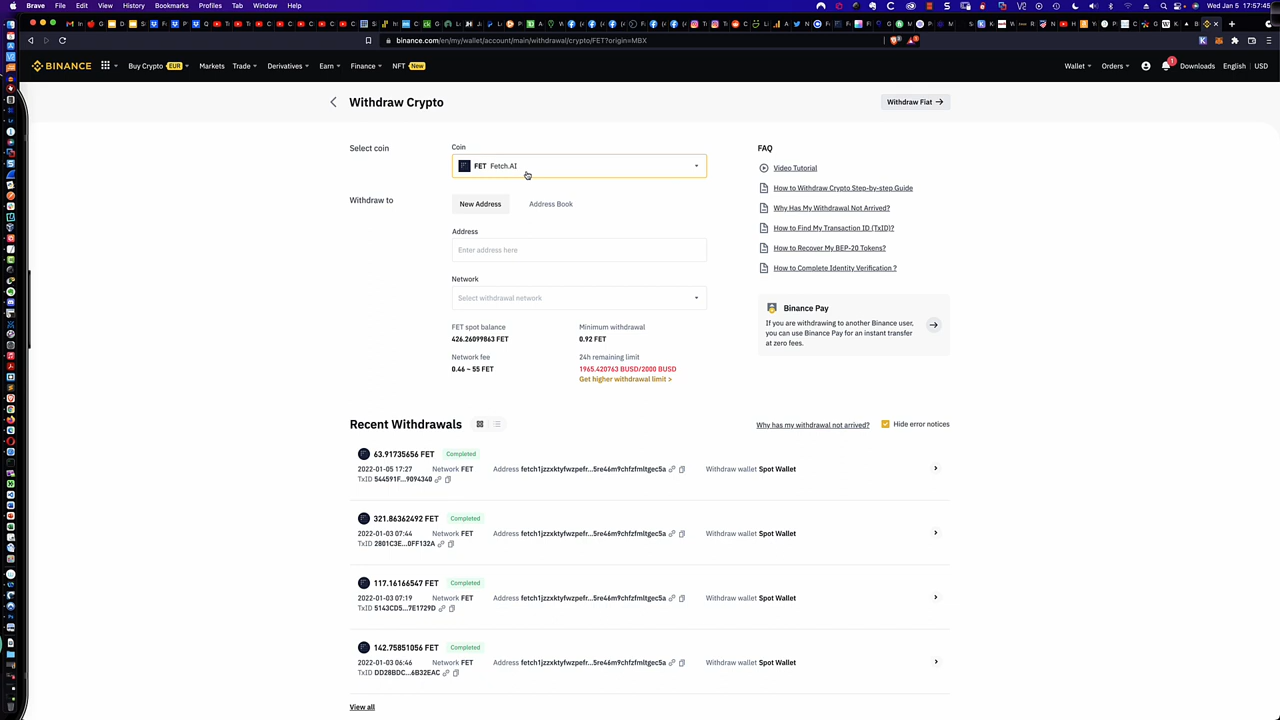 Brave File Edit View History Bookmarks Profiles Tab Window Help
Wed Jan 5 17:57:45
binance.com/en/my/wallet/account/main/withdrawal/crypto/FET?origin=MBX
BINANCE Buy Crypto EUR Markets Trade Derivatives Earn Finance NFT New
1
Wallet Orders Downloads English | USD
Withdraw Crypto
Withdraw Fiat
Select coin
Coin
FET Fetch.AI
Withdraw to
New Address Address Book
Address
Enter address here
Network
Select withdrawal network
FET spot balance Minimum withdrawal
426.26099863 FET 0.92 FET
Network fee 24h remaining limit
0.46 ~ 55 FET 1965.420763 BUSD/2000 BUSD
Get higher withdrawal limit >
FAQ
Video Tutorial
How to Withdraw Crypto Step-by-step Guide
Why Has My Withdrawal Not Arrived?
How to Find My Transaction ID (TxID)?
How to Recover My BEP-20 Tokens?
How to Complete Identity Verification ?
Binance Pay
If you are withdrawing to another Binance user,
you can use Binance Pay for an instant transfer
at zero fees.
Recent Withdrawals
Why has my withdrawal not arrived? Hide error notices
63.91735656 FET Completed
2022-01-05 17:27 Network FET Address fetch1jzzxktyfwzpefr...5re46m9chfzfmltgec5a Withdraw wallet Spot Wallet
TxID 544591F...9094340
321.86362492 FET Completed
2022-01-03 07:44 Network FET Address fetch1jzzxktyfwzpefr...5re46m9chfzfmltgec5a Withdraw wallet Spot Wallet
TxID 2801C3E...0FF132A
117.16166547 FET Completed
2022-01-03 07:19 Network FET Address fetch1jzzxktyfwzpefr...5re46m9chfzfmltgec5a Withdraw wallet Spot Wallet
TxID 5143CD5...7E1729D
142.75851056 FET Completed
2022-01-03 06:46 Network FET Address fetch1jzzxktyfwzpefr...5re46m9chfzfmltgec5a Withdraw wallet Spot Wallet
TxID DD28BDC...6B32EAC
View all